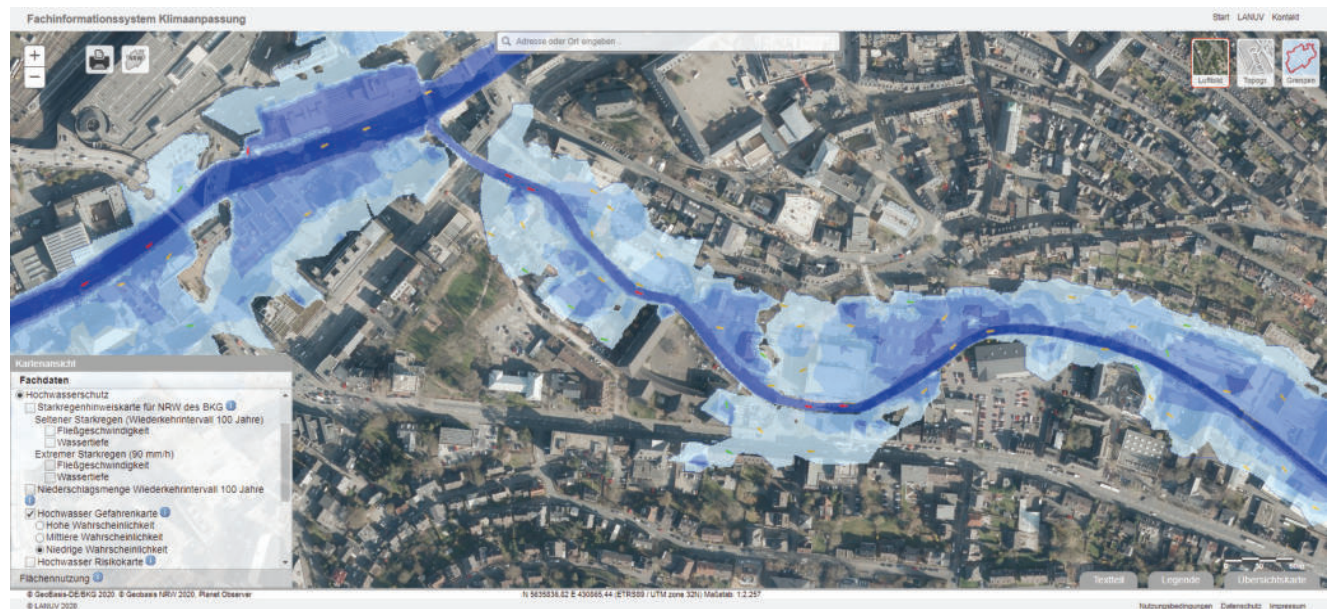 Fachinformationssystem Klimaanpassung
Start LANUV Kontakt
+
Adresse oder Ort eingeben ..
−
Luftbild Topogr. Grenzen
Kartenansicht
Fachdaten
Hochwasserschutz
Starkregenhinweiskarte für NRW des BKG i
Seltener Starkregen (Wiederkehrintervall 100 Jahre)
Fließgeschwindigkeit
Wassertiefe
Extremer Starkregen (90 mm/h)
Fließgeschwindigkeit
Wassertiefe
Niederschlagsmenge Wiederkehrintervall 100 Jahre
i
Hochwasser Gefahrenkarte i
Hohe Wahrscheinlichkeit
Mittlere Wahrscheinlichkeit
Niedrige Wahrscheinlichkeit
Hochwasser Risikokarte i
Flächennutzung i
Textteil Legende Übersichtskarte
© GeoBasis-DE/BKG 2020, © Geobasis NRW 2020, Planet Observer
© LANUV 2020
Nutzungsbedingungen Datenschutz Impressum